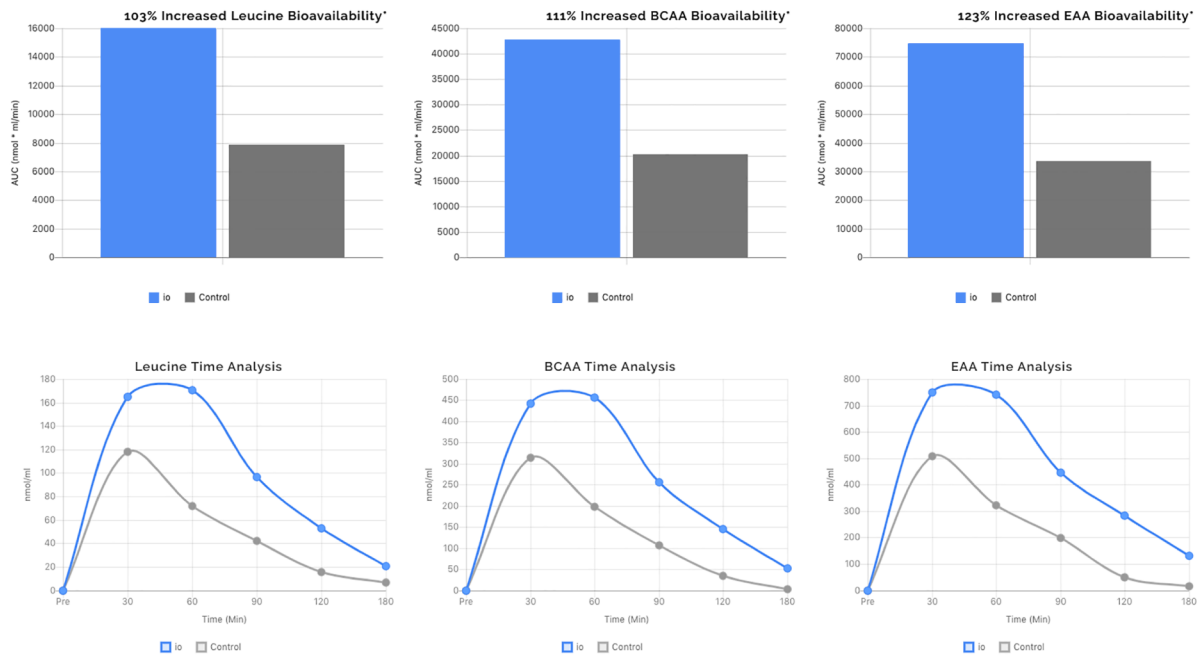 103% Increased Leucine Bioavailability*
16000
14000
12000
10000
8000
6000
4000
2000
0
AUC (nmol * ml/min)
io Control
111% Increased BCAA Bioavailability*
45000
40000
35000
30000
25000
20000
15000
10000
5000
0
AUC (nmol * ml/min)
io Control
123% Increased EAA Bioavailability*
80000
70000
60000
50000
40000
30000
20000
10000
0
AUC (nmol * ml/min)
io Control
Leucine Time Analysis
180
160
140
120
100
80
60
40
20
0
nmol/ml
Pre 30 60 90 120 180
Time (Min)
io Control
BCAA Time Analysis
500
450
400
350
300
250
200
150
100
50
0
nmol/ml
Pre 30 60 90 120 180
Time (Min)
io Control
EAA Time Analysis
800
700
600
500
400
300
200
100
0
nmol/ml
Pre 30 60 90 120 180
Time (Min)
io Control